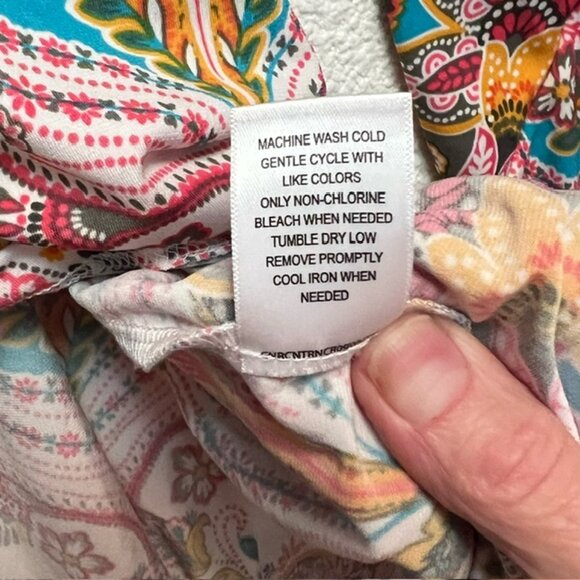 MACHINE WASH COLD
GENTLE CYCLE WITH
LIKE COLORS
ONLY NON-CHLORINE
BLEACH WHEN NEEDED
TUMBLE DRY LOW
REMOVE PROMPTLY
COOL IRON WHEN
NEEDED